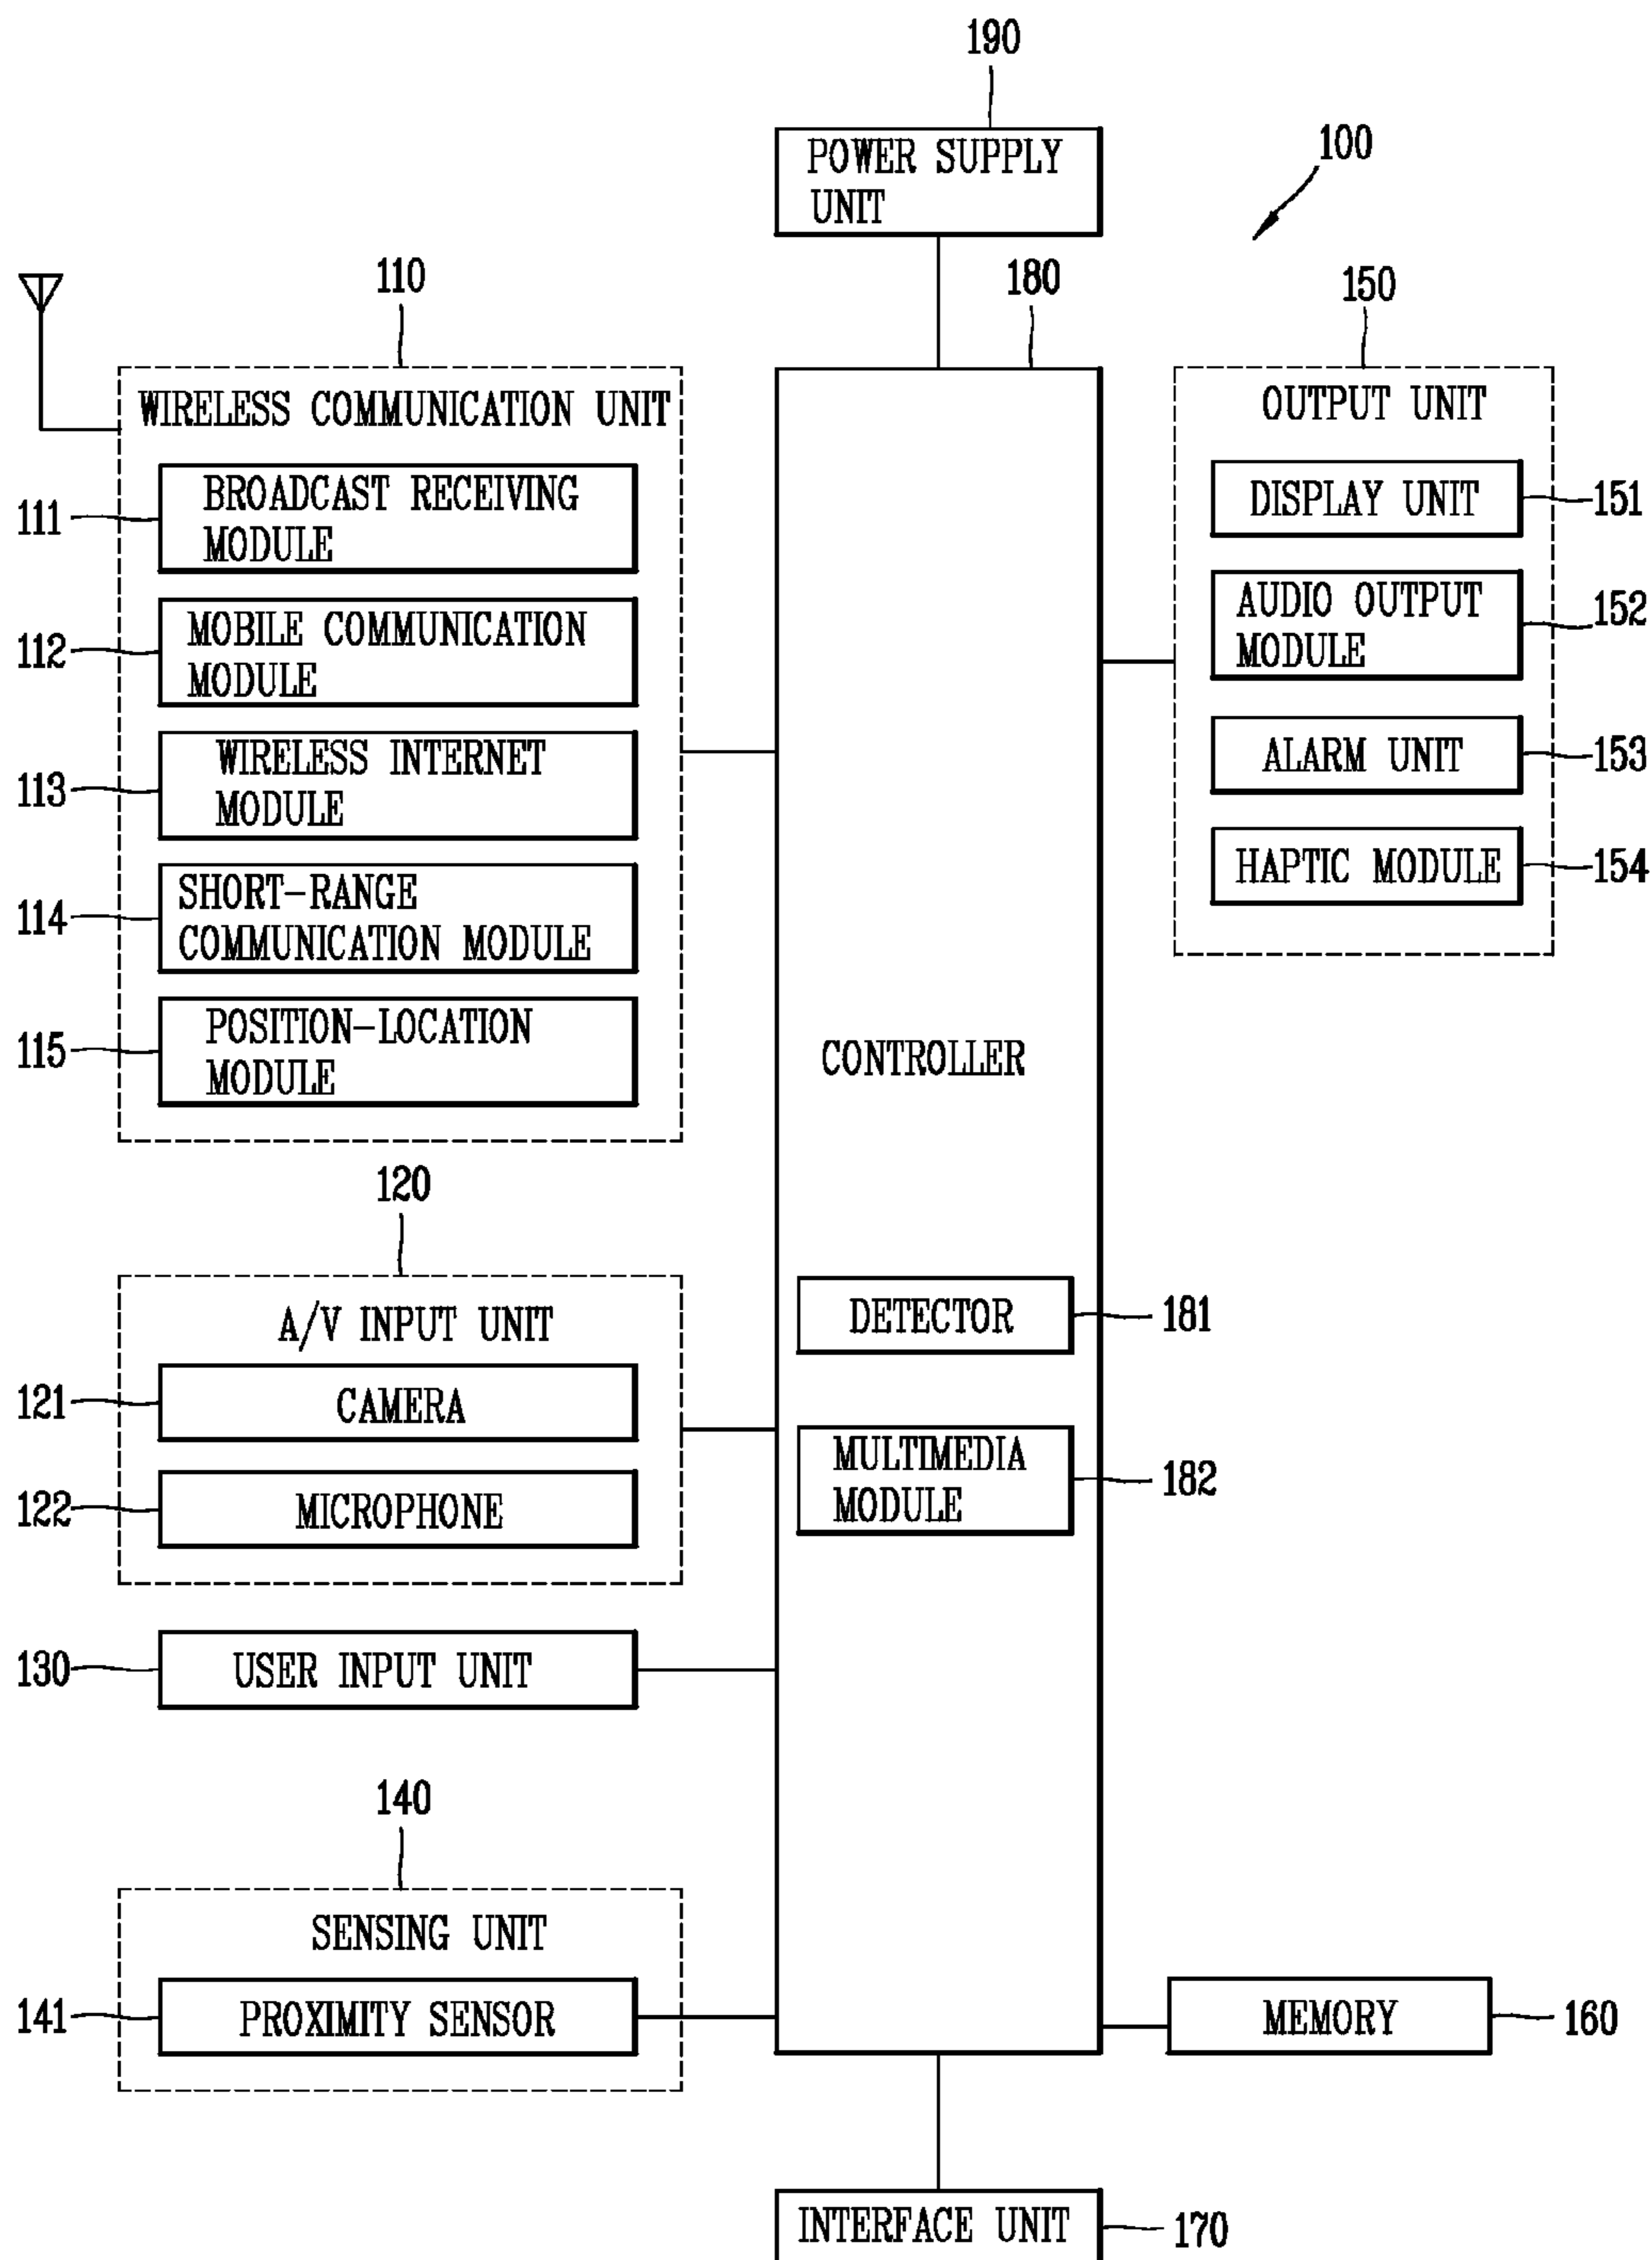 190
POWER SUPPLY
UNIT
100
110
180
150
WIRELESS COMMUNICATION UNIT
111
BROADCAST RECEIVING
MODULE
112
MOBILE COMMUNICATION
MODULE
113
WIRELESS INTERNET
MODULE
114
SHORT-RANGE
COMMUNICATION MODULE
115
POSITION-LOCATION
MODULE
OUTPUT UNIT
DISPLAY UNIT
151
AUDIO OUTPUT
MODULE
152
ALARM UNIT
153
HAPTIC MODULE
154
CONTROLLER
120
A/V INPUT UNIT
121
CAMERA
122
MICROPHONE
DETECTOR
181
MULTIMEDIA
MODULE
182
130
USER INPUT UNIT
140
SENSING UNIT
141
PROXIMITY SENSOR
MEMORY
160
INTERFACE UNIT
170